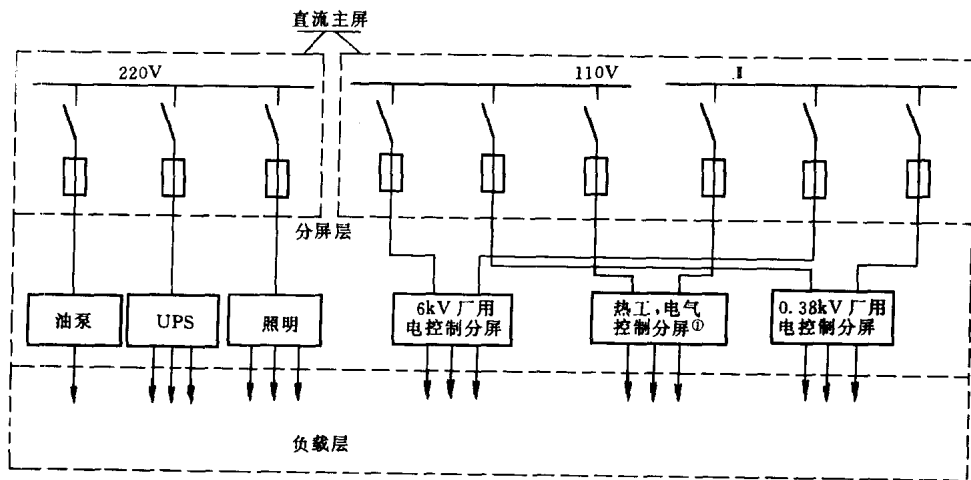 直流主屏
220V
110V
Ⅱ
分屏层
油泵
UPS
照明
6kV厂用
电控制分屏
热工,电气
控制分屏①
0.38kV厂用
电控制分屏
负载层